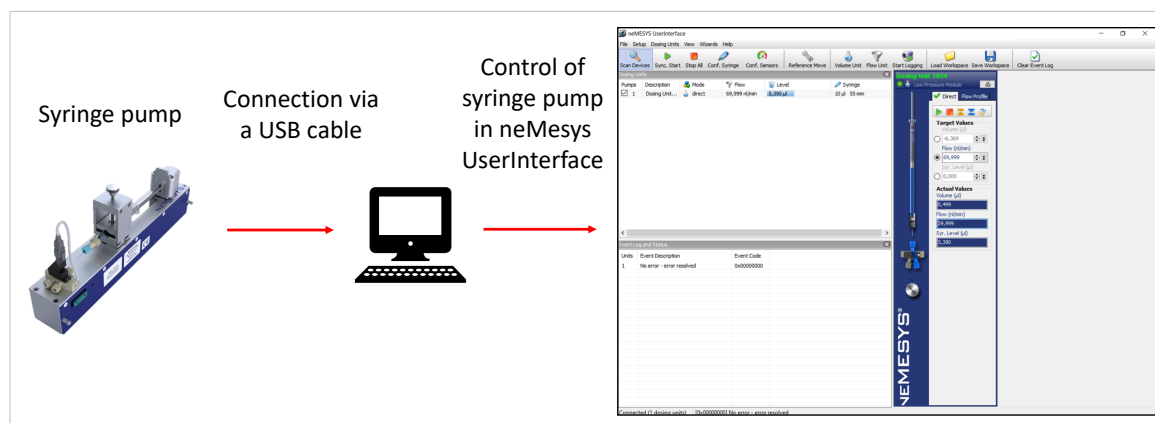 Syringe pump
Connection via
a USB cable
Control of
syringe pump
in neMesys
UserInterface
neMESYS UserInterface
File Setup Dosing Units View Wizards Help
Scan Devices Sync. Start Stop All Conf. Syringe Conf. Sensors Reference Move Volume Unit Flow Unit Start Logging Load Workspace Save Workspace Clear Event Log
Dosing Units
Pumps Description Mode Flow Level Syringe
1 Dosing Unit... direct 69,999 nl/min 5,390 µl 10 µl 55 mm
Event Log and Status
Units Event Description Event Code
1 No error - error resolved 0x00000000
Dosing Unit 1024
Low Pressure Module
Direct Flow Profile
Target Values
Volume (µl)
-6,369
Flow (nl/min)
69,999
Syr. Level (µl)
0,000
Actual Values
Volume (µl)
0,499
Flow (nl/min)
69,999
Syr. Level (µl)
5,390
NEMESYS
Connected (1 dosing units) [0x00000000] No error - error resolved